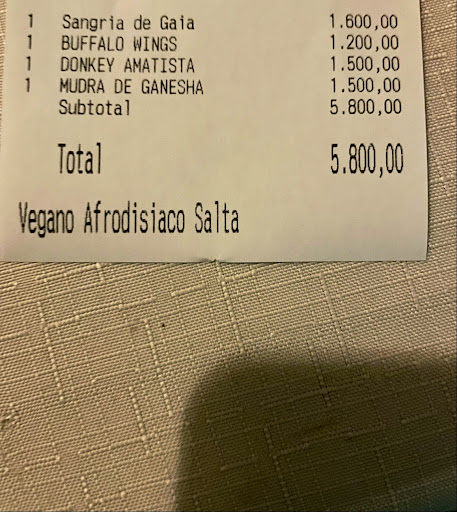 1 Sangria de Gaia 1.600,00
1 BUFFALO WINGS 1.200,00
1 DONKEY AMATISTA 1.500,00
1 MUDRA DE GANESHA 1.500,00
Subtotal 5.800,00
Total 5.800,00
Vegano Afrodisiaco Salta